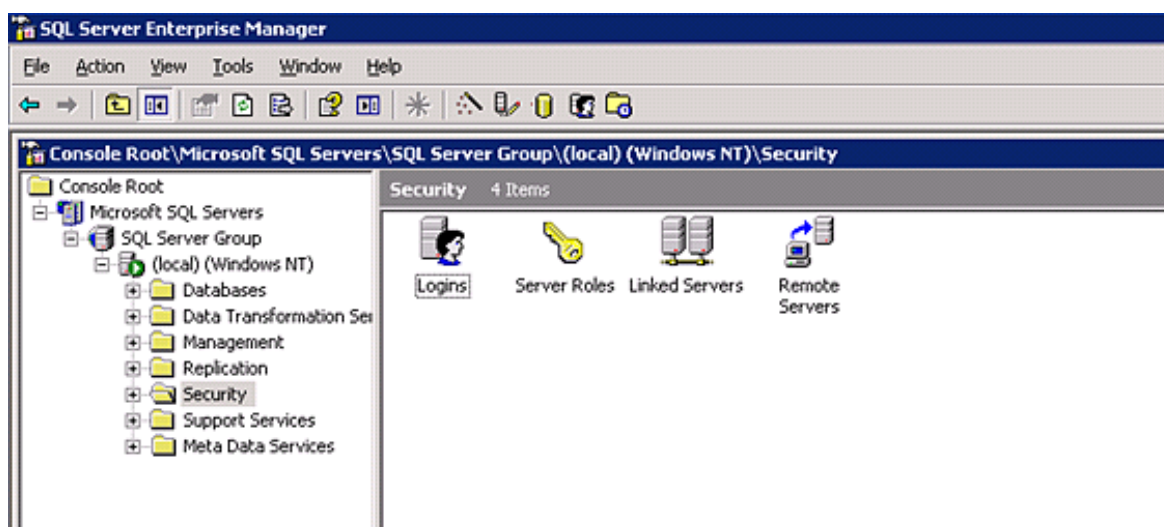 SQL Server Enterprise Manager
File Action View Tools Window Help
Console Root\Microsoft SQL Servers\SQL Server Group\(local) (Windows NT)\Security
Console Root
Microsoft SQL Servers
SQL Server Group
(local) (Windows NT)
Databases
Data Transformation Ser
Management
Replication
Security
Support Services
Meta Data Services
Security 4 Items
Logins
Server Roles
Linked Servers
Remote
Servers